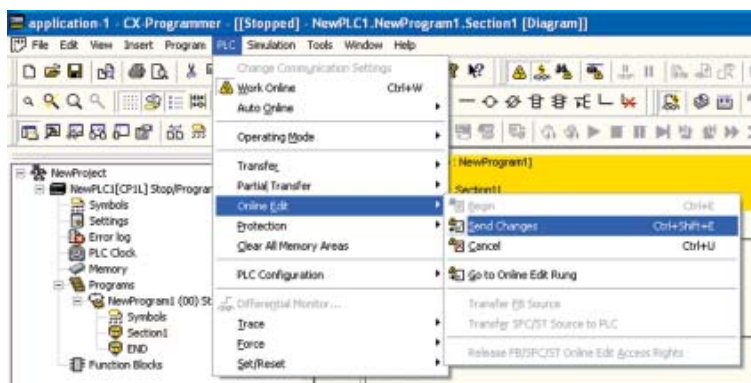 application-1 - CX-Programmer - [[Stopped] - NewPLC1.NewProgram1.Section1 [Diagram]]
File Edit View Insert Program PLC Simulation Tools Window Help
Change Communication Settings
Work Online Ctrl+W
Auto Online
Operating Mode
Transfer
Partial Transfer
Online Edit
Protection
Clear All Memory Areas
PLC Configuration
Differential Monitor...
Trace
Force
Set/Reset
: NewProgram1]
Section1]
Begin Ctrl+E
Send Changes Ctrl+Shift+E
Cancel Ctrl+U
Go to Online Edit Rung
Transfer FB Source
Transfer SFC/ST Source to PLC
Release FB/SFC/ST Online Edit Access Rights
NewProject
NewPLC1[CP1L] Stop/Program
Symbols
Settings
Error log
PLC Clock
Memory
Programs
NewProgram1 (00) St
Symbols
Section1
END
Function Blocks